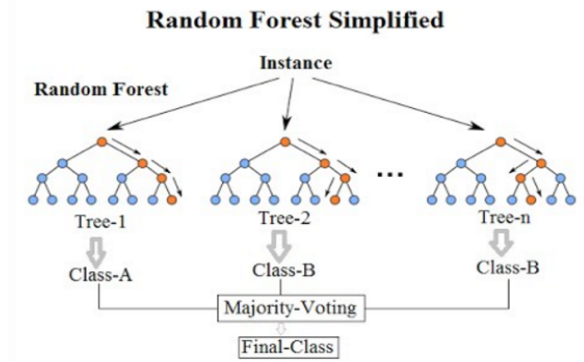 Random Forest Simplified
Instance
Random Forest
...
Tree-1
Tree-2
Tree-n
Class-A
Class-B
Class-B
Majority-Voting
Final-Class